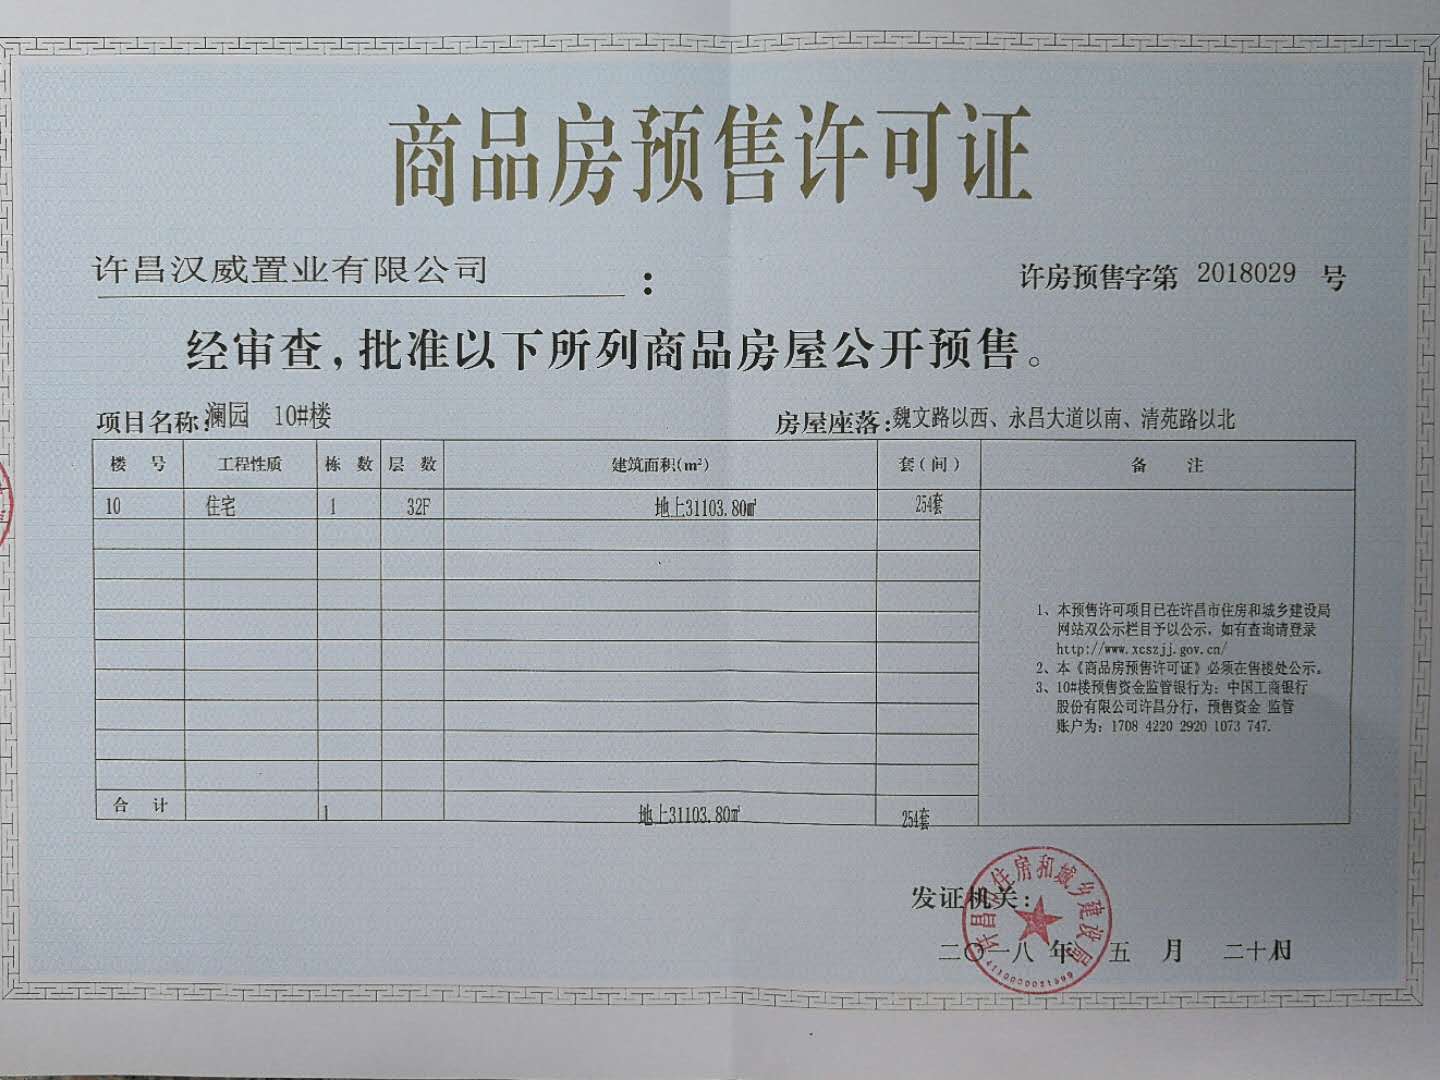 商品房预售许可证
许昌汉威置业有限公司 :
许房预售字第 2018029 号
经审查,批准以下所列商品房屋公开预售。
项目名称:澜园 10#楼
房屋座落:魏文路以西、永昌大道以南、清苑路以北
楼 号 工程性质 栋 数 层 数 建筑面积(m²) 套(间) 备 注
10 住宅 1 32F 地上31103.80㎡ 254套
1、本预售许可项目已在许昌市住房和城乡建设局
网站双公示栏目予以公示，如有查询请登录
http://www.xcszjj.gov.cn/
2、本《商品房预售许可证》必须在售楼处公示。
3、10#楼预售资金监管银行为：中国工商银行
股份有限公司许昌分行，预售资金 监管
账户为：1708 4220 2920 1073 747.
合 计 1 地上31103.80㎡ 254套
发证机关:
许昌市住房和城乡建设局
二〇一八 年 五 月 二十八日